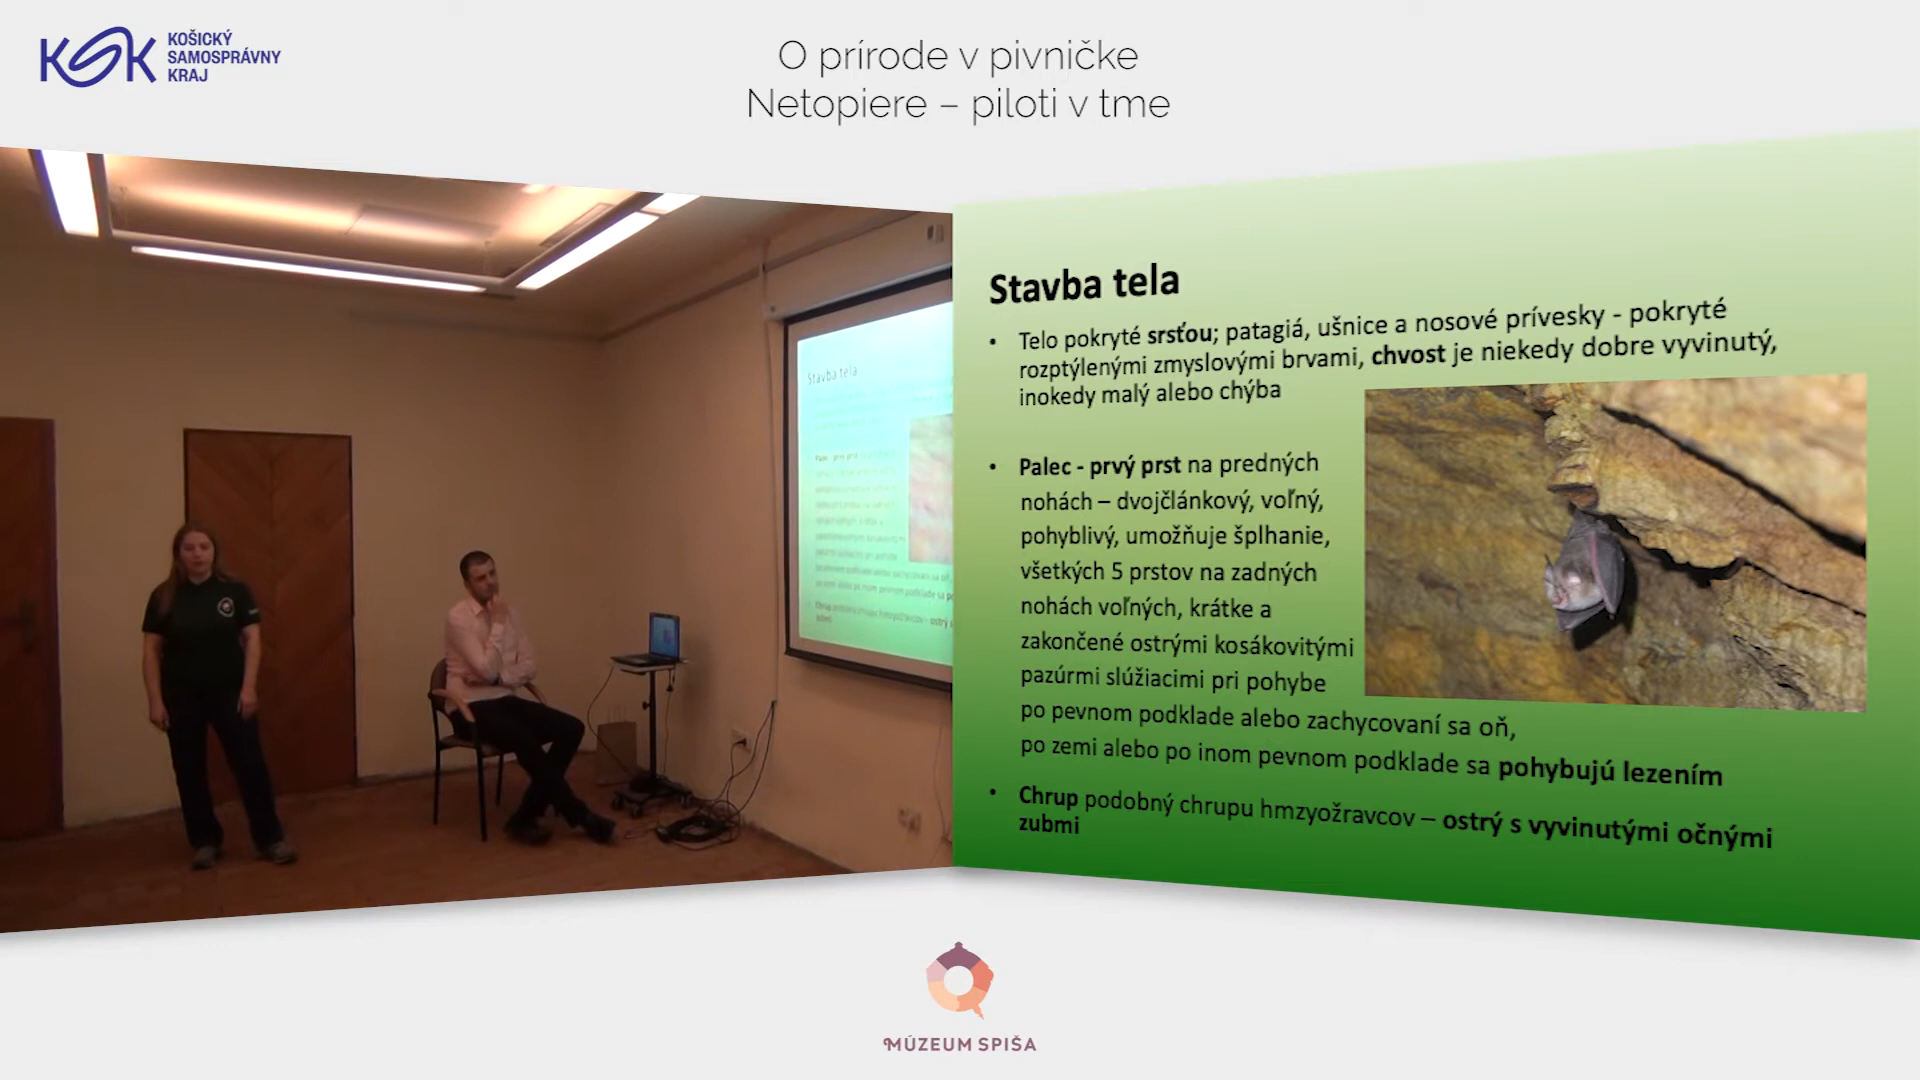 KSK KOŠICKÝ
SAMOSPRÁVNY
KRAJ
O prírode v pivničke
Netopiere – piloti v tme
Stavba tela
Stavba tela
• Telo pokryté srsťou; patagiá, ušnice a nosové prívesky - pokryté
rozptýlenými zmyslovými brvami, chvost je niekedy dobre vyvinutý,
inokedy malý alebo chýba
• Palec - prvý prst na predných
nohách – dvojčlánkový, voľný,
pohyblivý, umožňuje šplhanie,
všetkých 5 prstov na zadných
nohách voľných, krátke a
zakončené ostrými kosákovitými
pazúrmi slúžiacimi pri pohybe
po pevnom podklade alebo zachycovaní sa oň,
po zemi alebo po inom pevnom podklade sa pohybujú lezením
• Chrup podobný chrupu hmzyožravcov – ostrý s vyvinutými očnými
zubmi
MÚZEUM SPIŠA